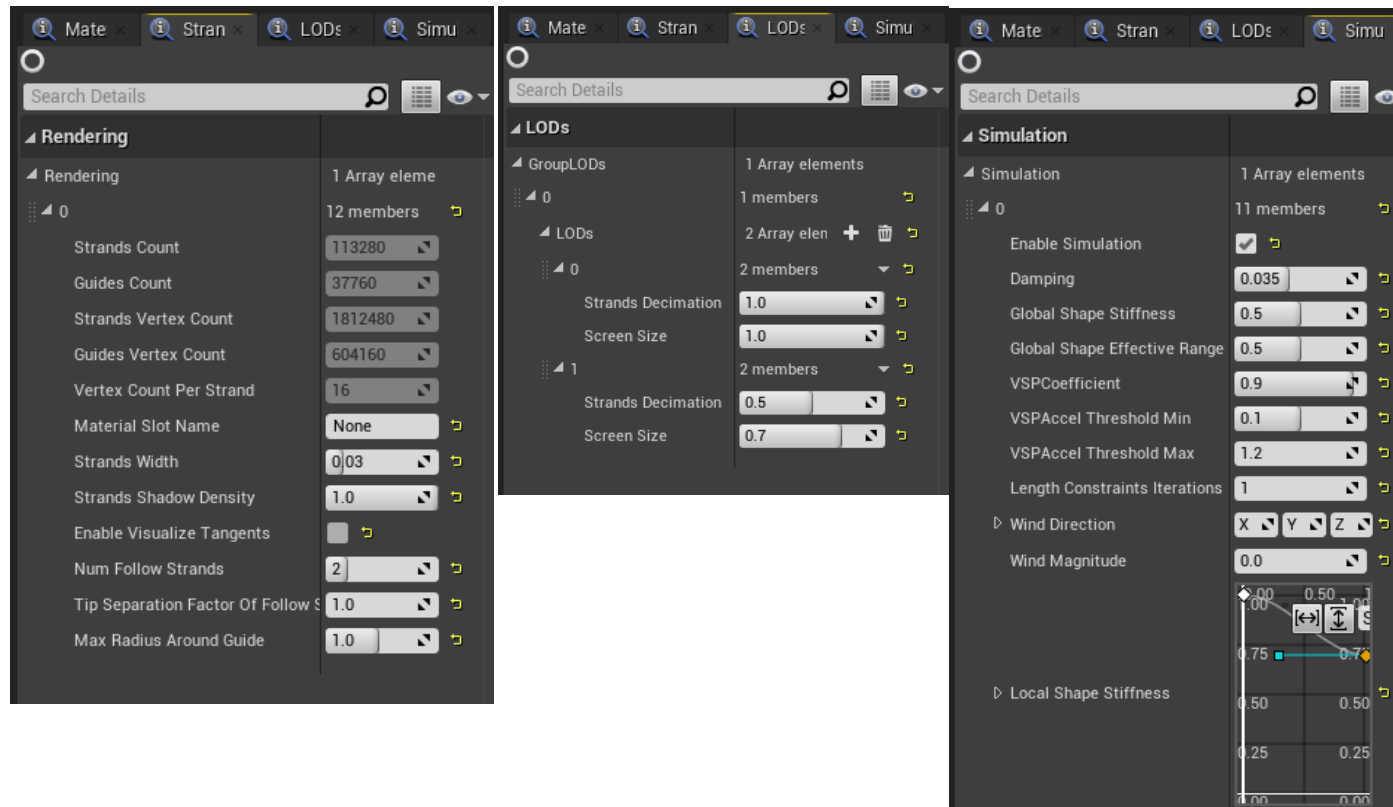 Mate Stran LODs Simu
Search Details
Rendering
Rendering 1 Array eleme
0 12 members
Strands Count 113280
Guides Count 37760
Strands Vertex Count 1812480
Guides Vertex Count 604160
Vertex Count Per Strand 16
Material Slot Name None
Strands Width 0.03
Strands Shadow Density 1.0
Enable Visualize Tangents
Num Follow Strands 2
Tip Separation Factor Of Follow S 1.0
Max Radius Around Guide 1.0
Mate Stran LODs Simu
Search Details
LODs
GroupLODs 1 Array elements
0 1 members
LODs 2 Array elen
0 2 members
Strands Decimation 1.0
Screen Size 1.0
1 2 members
Strands Decimation 0.5
Screen Size 0.7
Mate Stran LODs Simu
Search Details
Simulation
Simulation 1 Array elements
0 11 members
Enable Simulation
Damping 0.035
Global Shape Stiffness 0.5
Global Shape Effective Range 0.5
VSPCoefficient 0.9
VSPAccel Threshold Min 0.1
VSPAccel Threshold Max 1.2
Length Constraints Iterations 1
Wind Direction X Y Z
Wind Magnitude 0.0
0.00 0.50 1
1.00 1.00
S
0.75 0.75
Local Shape Stiffness
0.50 0.50
0.25 0.25
0.00 0.00